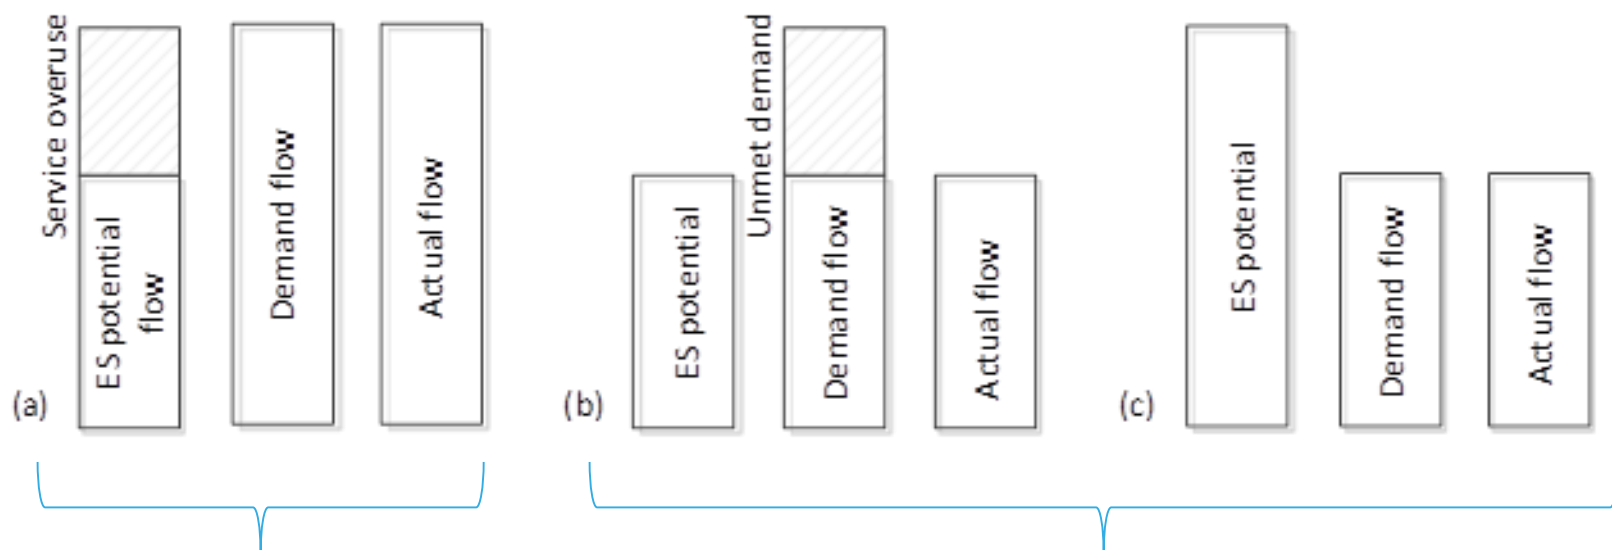 (a)
Service overuse
ES potential
flow
Demand flow
Actual flow
(b)
ES potential
Unmet demand
Demand flow
Actual flow
(c)
ES potential
Demand flow
Actual flow